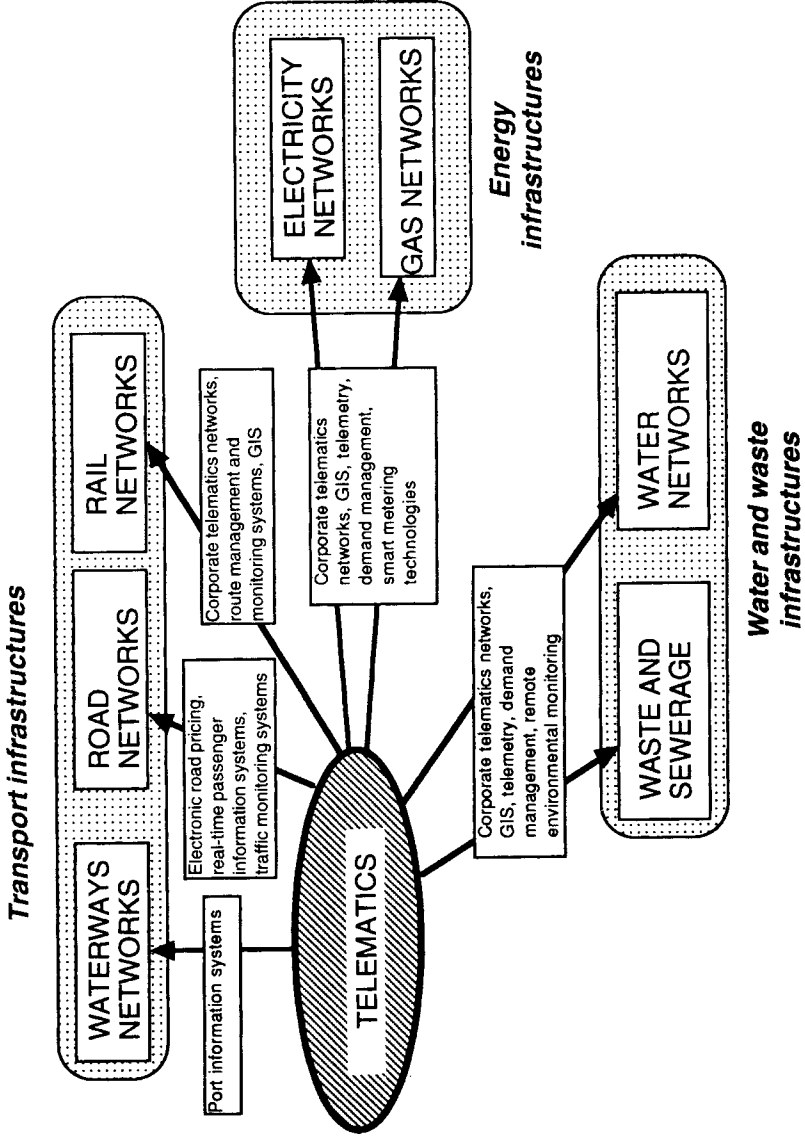 Transport infrastructures
WATERWAYS
NETWORKS
ROAD
NETWORKS
RAIL
NETWORKS
Port information systems
Electronic road pricing,
real-time passenger
information systems,
traffic monitoring systems
Corporate telematics networks,
route management and
monitoring systems, GIS
TELEMATICS
Corporate telematics
networks, GIS, telemetry,
demand management,
smart metering
technologies
ELECTRICITY
NETWORKS
GAS NETWORKS
Energy
infrastructures
Corporate telematics networks,
GIS, telemetry, demand
management, remote
environmental monitoring
WASTE AND
SEWERAGE
WATER
NETWORKS
Water and waste
infrastructures